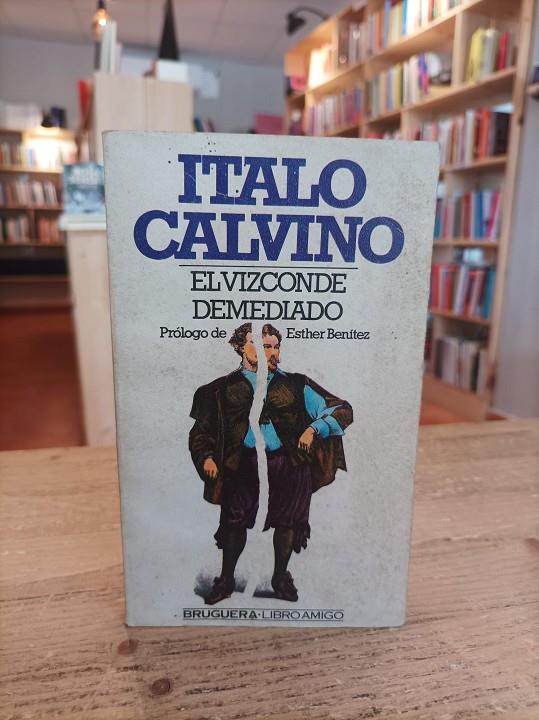 ITALO
CALVINO
EL VIZCONDE
DEMEDIADO
Prólogo de Esther Benítez
BRUGUERA·LIBRO AMIGO